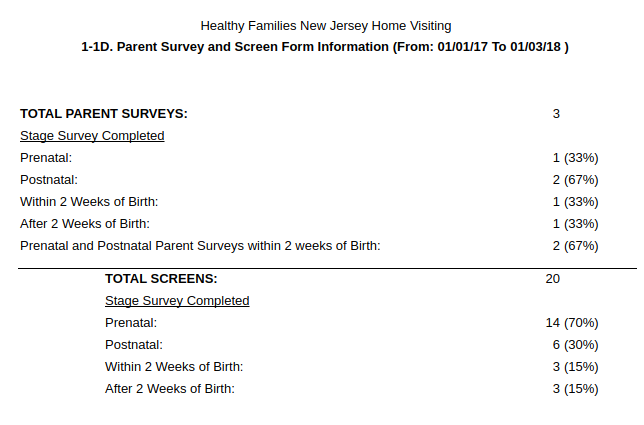 Healthy Families New Jersey Home Visiting
1-1D. Parent Survey and Screen Form Information (From: 01/01/17 To 01/03/18 )
TOTAL PARENT SURVEYS: 3
Stage Survey Completed
Prenatal: 1 (33%)
Postnatal: 2 (67%)
Within 2 Weeks of Birth: 1 (33%)
After 2 Weeks of Birth: 1 (33%)
Prenatal and Postnatal Parent Surveys within 2 weeks of Birth: 2 (67%)
TOTAL SCREENS: 20
Stage Survey Completed
Prenatal: 14 (70%)
Postnatal: 6 (30%)
Within 2 Weeks of Birth: 3 (15%)
After 2 Weeks of Birth: 3 (15%)